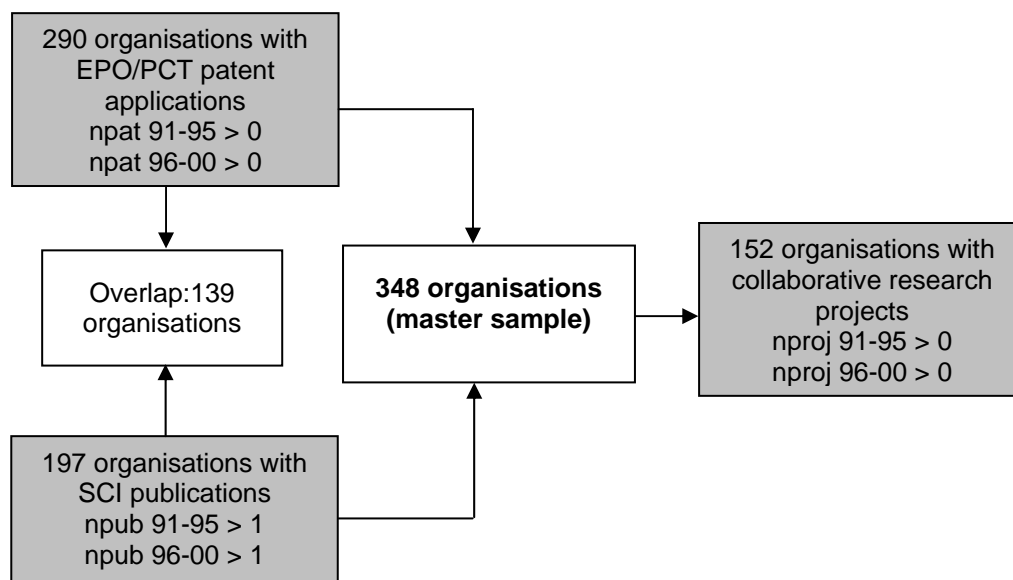 290 organisations with
EPO/PCT patent
applications
npat 91-95 > 0
npat 96-00 > 0
Overlap:139
organisations
348 organisations
(master sample)
152 organisations with
collaborative research
projects
nproj 91-95 > 0
nproj 96-00 > 0
197 organisations with
SCI publications
npub 91-95 > 1
npub 96-00 > 1